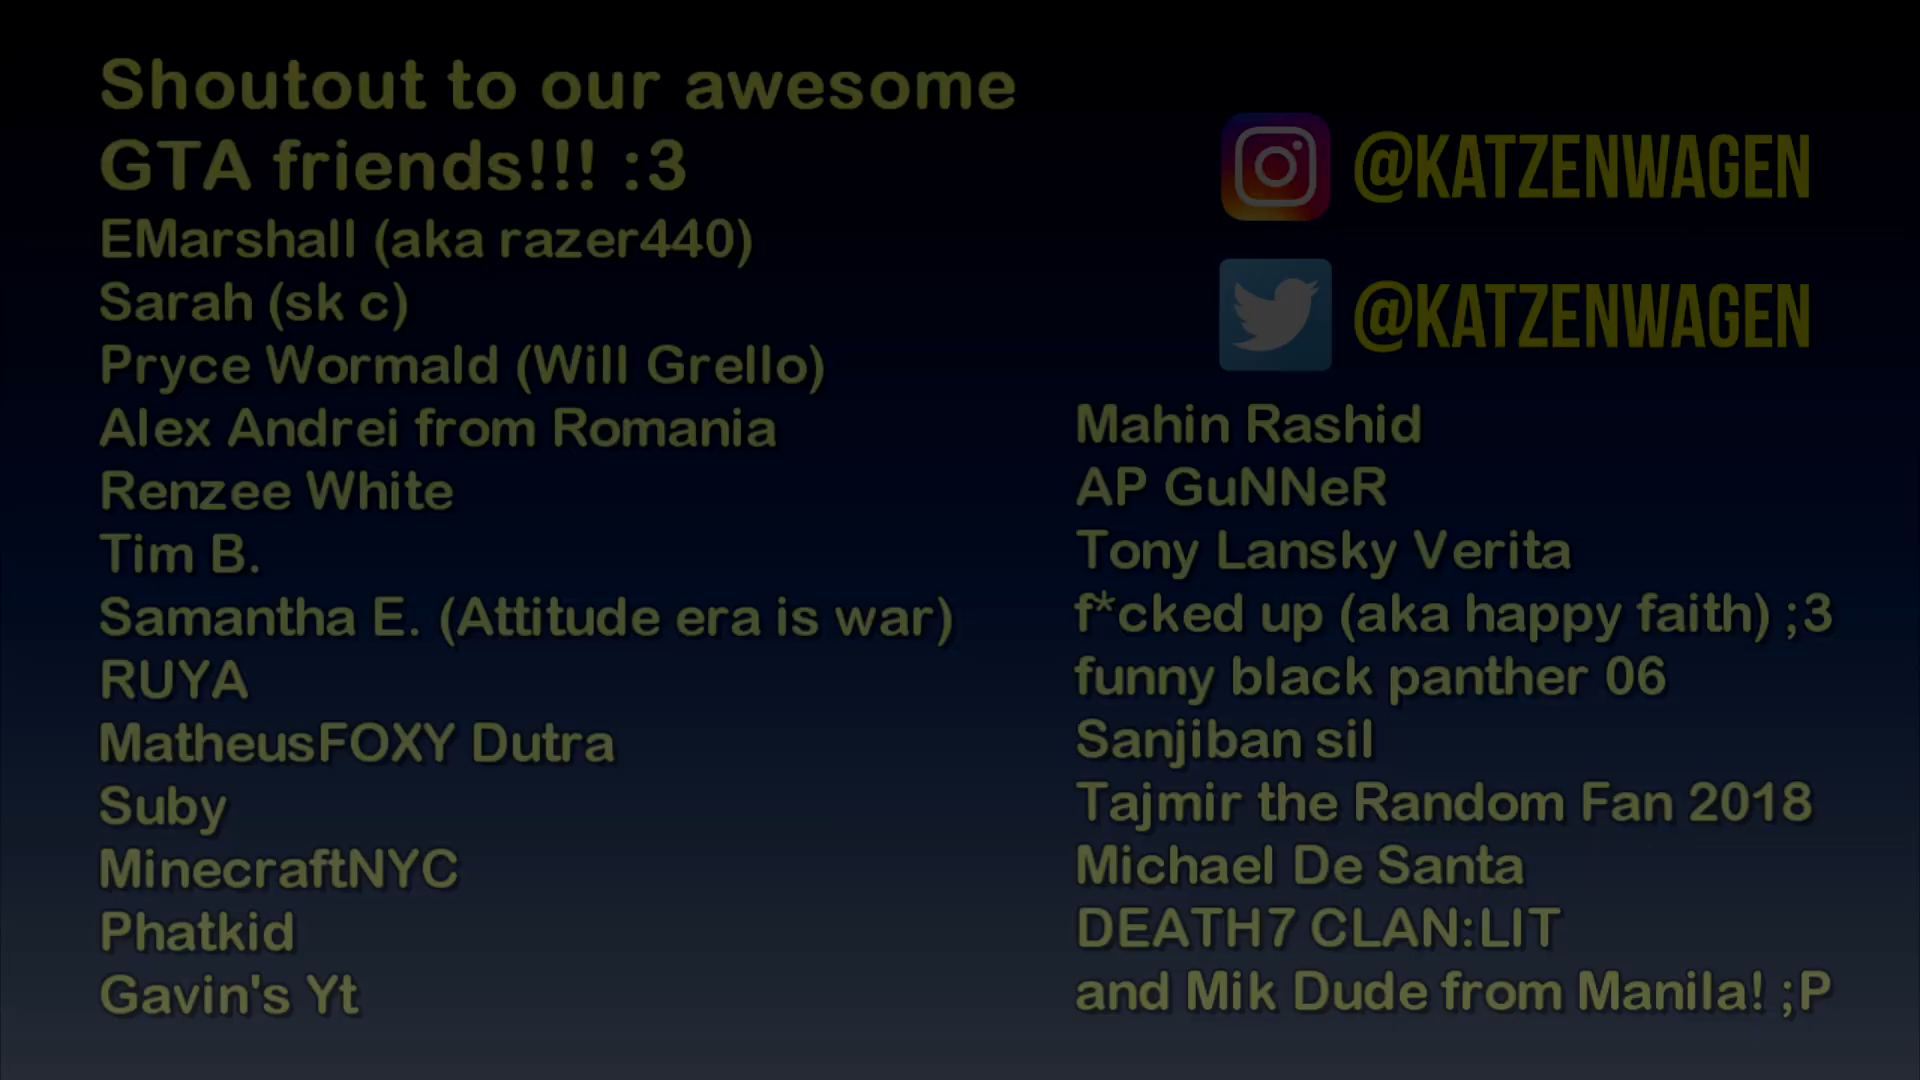 Shoutout to our awesome
GTA friends!!! :3
EMarshall (aka razer440)
Sarah (sk c)
Pryce Wormald (Will Grello)
Alex Andrei from Romania
Renzee White
Tim B.
Samantha E. (Attitude era is war)
RUYA
MatheusFOXY Dutra
Suby
MinecraftNYC
Phatkid
Gavin's Yt
@KATZENWAGEN
@KATZENWAGEN
Mahin Rashid
AP GuNNeR
Tony Lansky Verita
f*cked up (aka happy faith) ;3
funny black panther 06
Sanjiban sil
Tajmir the Random Fan 2018
Michael De Santa
DEATH7 CLAN:LIT
and Mik Dude from Manila! ;P